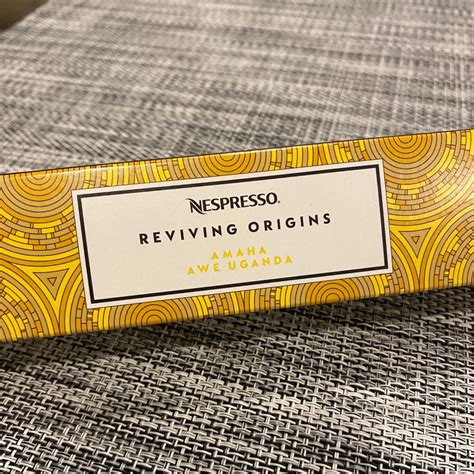 NESPRESSO.
REVIVING ORIGINS
AMAHA
AWE UGANDA